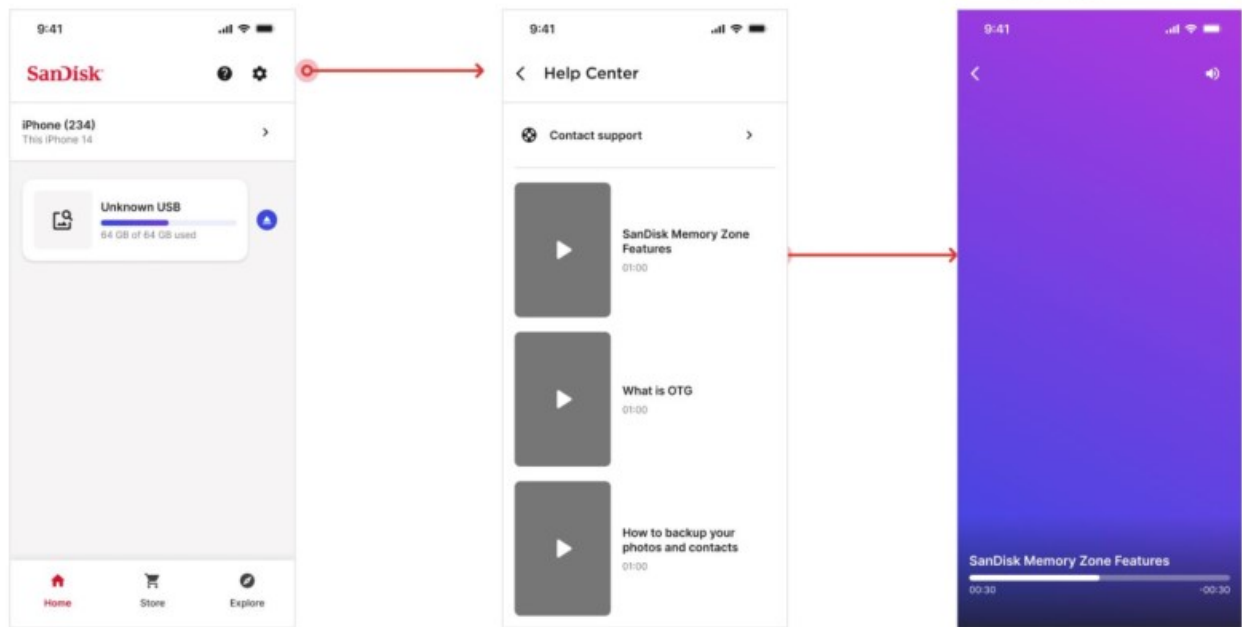 9:41
SanDisk
iPhone (234)
This iPhone 14
Unknown USB
64 GB of 64 GB used
Home
Store
Explore
9:41
Help Center
Contact support
SanDisk Memory Zone
Features
01:00
What is OTG
01:00
How to backup your
photos and contacts
01:00
9:41
SanDisk Memory Zone Features
00:30
-00:30